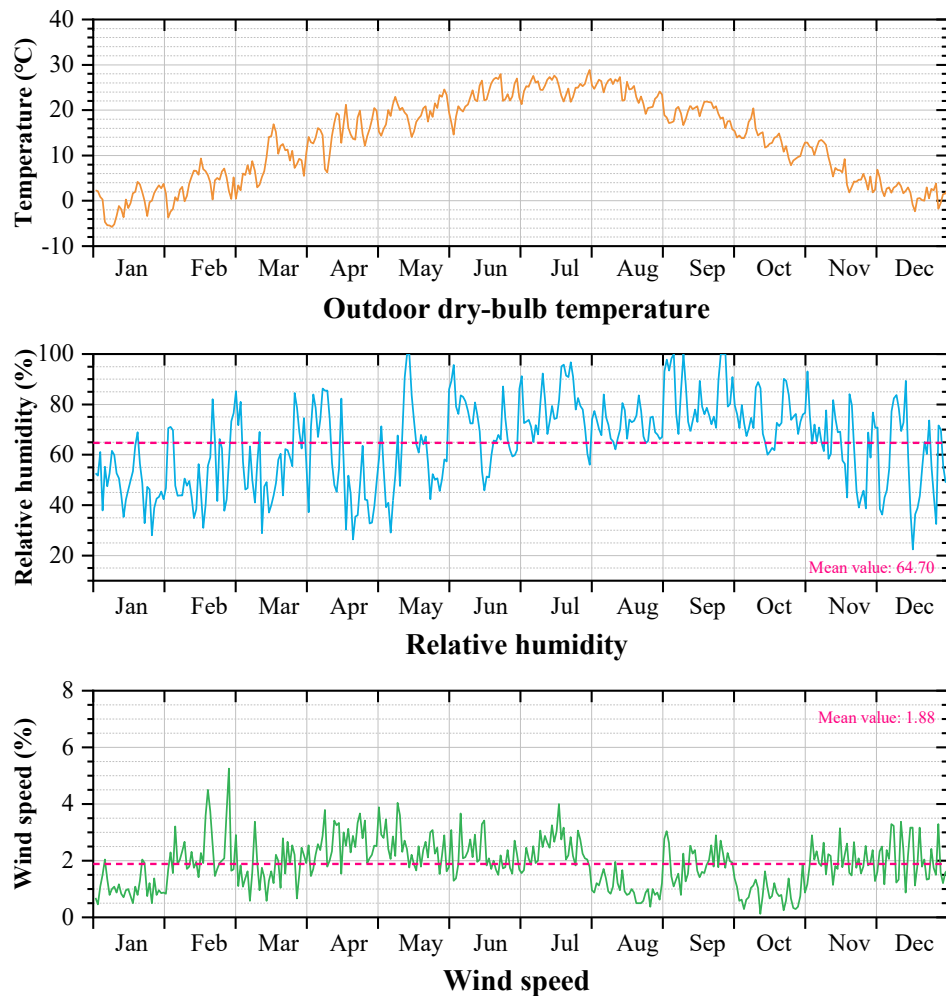 Temperature (℃)
40
30
20
10
0
-10
Jan Feb Mar Apr May Jun Jul Aug Sep Oct Nov Dec
Outdoor dry-bulb temperature
Relative humidity (%)
100
80
60
40
20
Mean value: 64.70
Jan Feb Mar Apr May Jun Jul Aug Sep Oct Nov Dec
Relative humidity
Wind speed (%)
8
6
4
2
0
Mean value: 1.88
Jan Feb Mar Apr May Jun Jul Aug Sep Oct Nov Dec
Wind speed